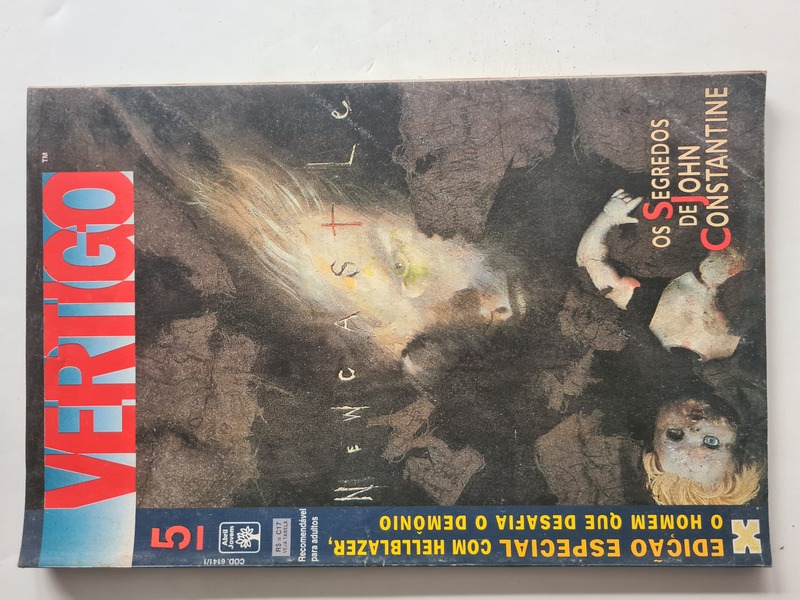 VERTIGO
TM
5
CÓD. 6141/1
Abril
Jovem
R$ = C17
VEJA TABELA
Recomendável
para adultos
NEWCASTLe
EDIÇÃO ESPECIAL COM HELLBLAZER,
O HOMEM QUE DESAFIA O DEMÔNIO
OS SEGREDOS
DE JOHN
CONSTANTINE